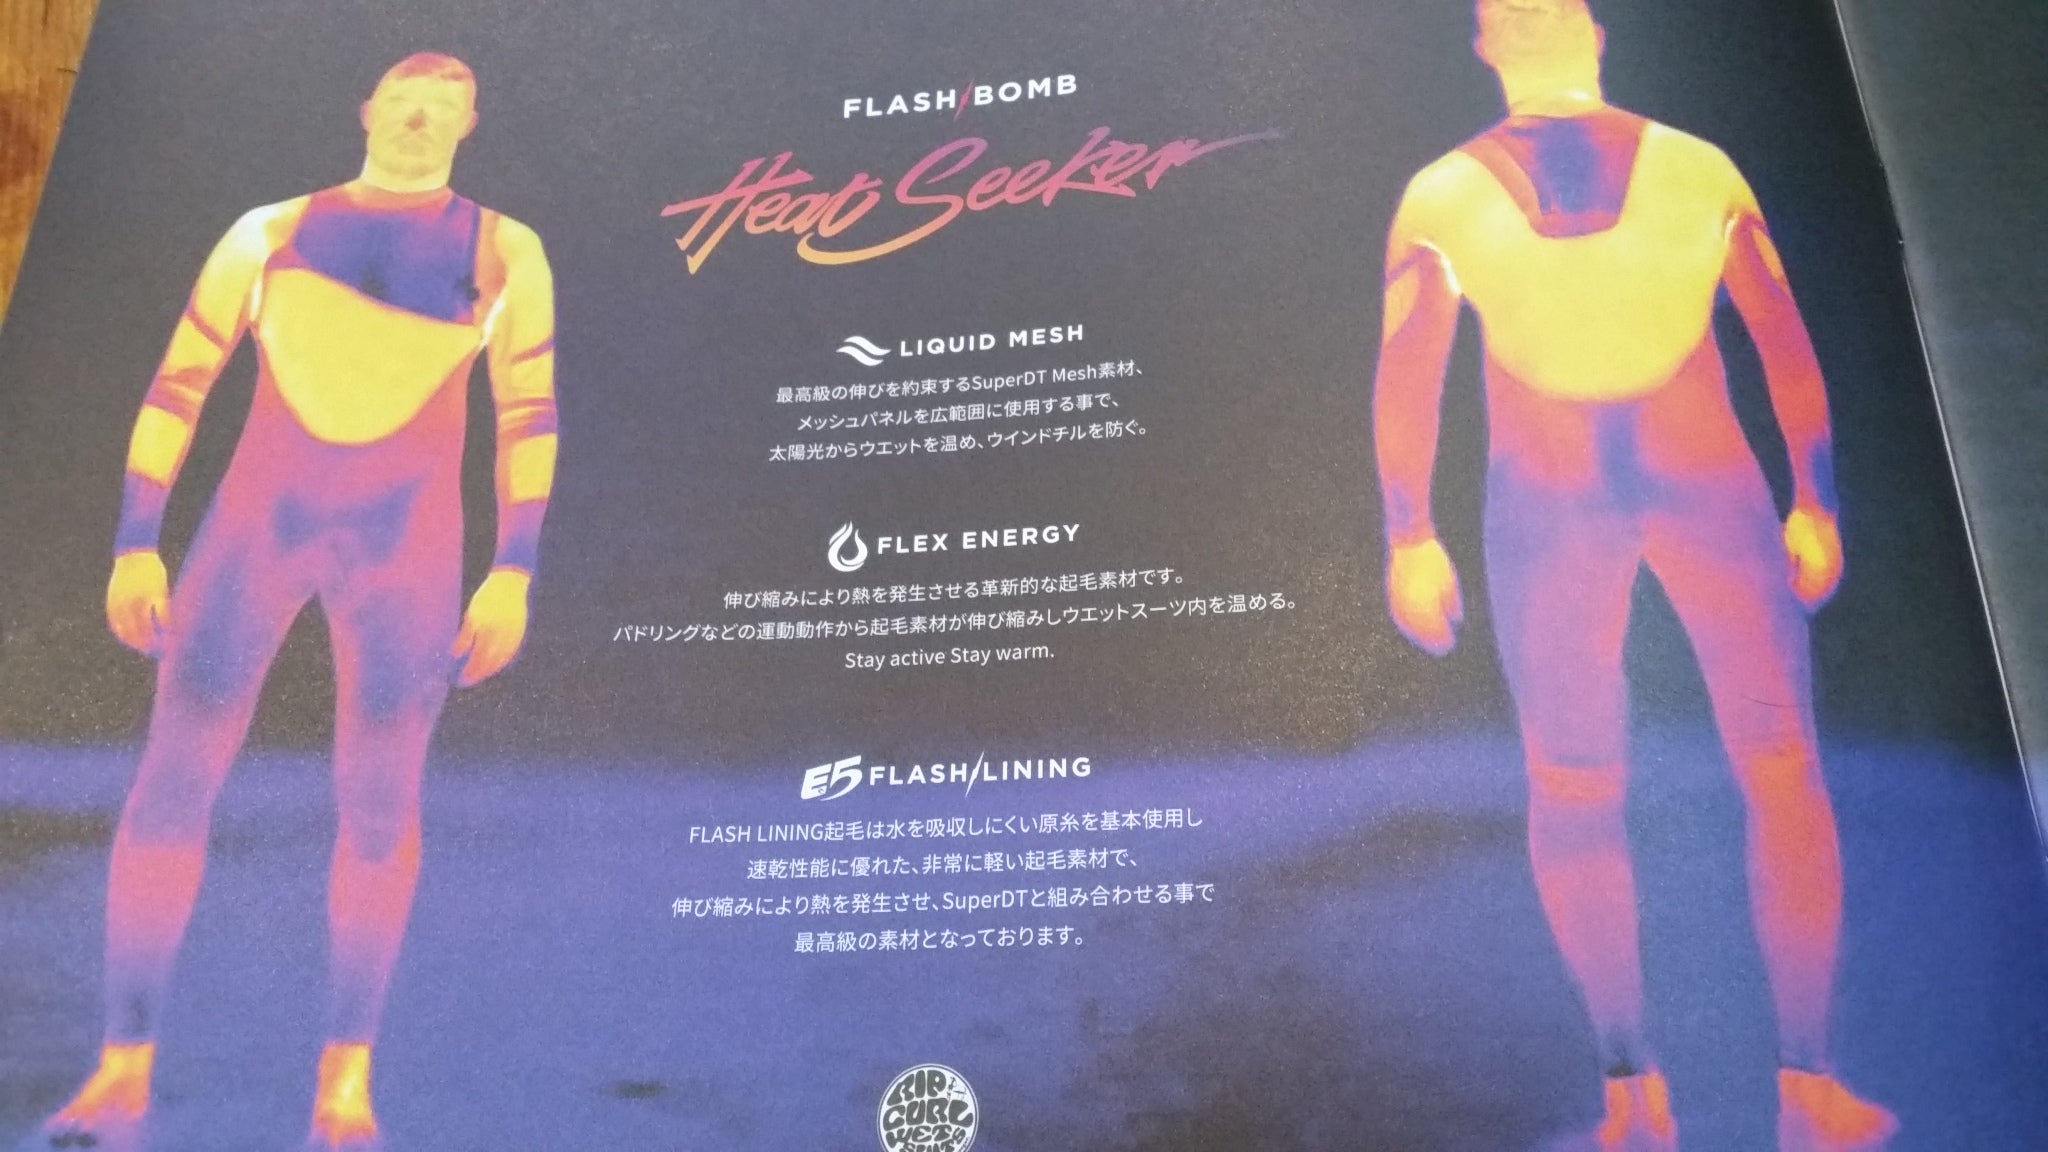 FLASH/BOMB
Heat Seeker
LIQUID MESH
最高級の伸びを約束するSuperDT Mesh素材、
メッシュパネルを広範囲に使用する事で、
太陽光からウエットを温め、ウインドチルを防ぐ。
FLEX ENERGY
伸び縮みにより熱を発生させる革新的な起毛素材です。
パドリングなどの運動動作から起毛素材が伸び縮みしウエットスーツ内を温める。
Stay active Stay warm.
E5 FLASH/LINING
FLASH LINING起毛は水を吸収しにくい原糸を基本使用し
速乾性能に優れた、非常に軽い起毛素材で、
伸び縮みにより熱を発生させ、SuperDTと組み合わせる事で
最高級の素材となっております。
RIP
CURL
WET